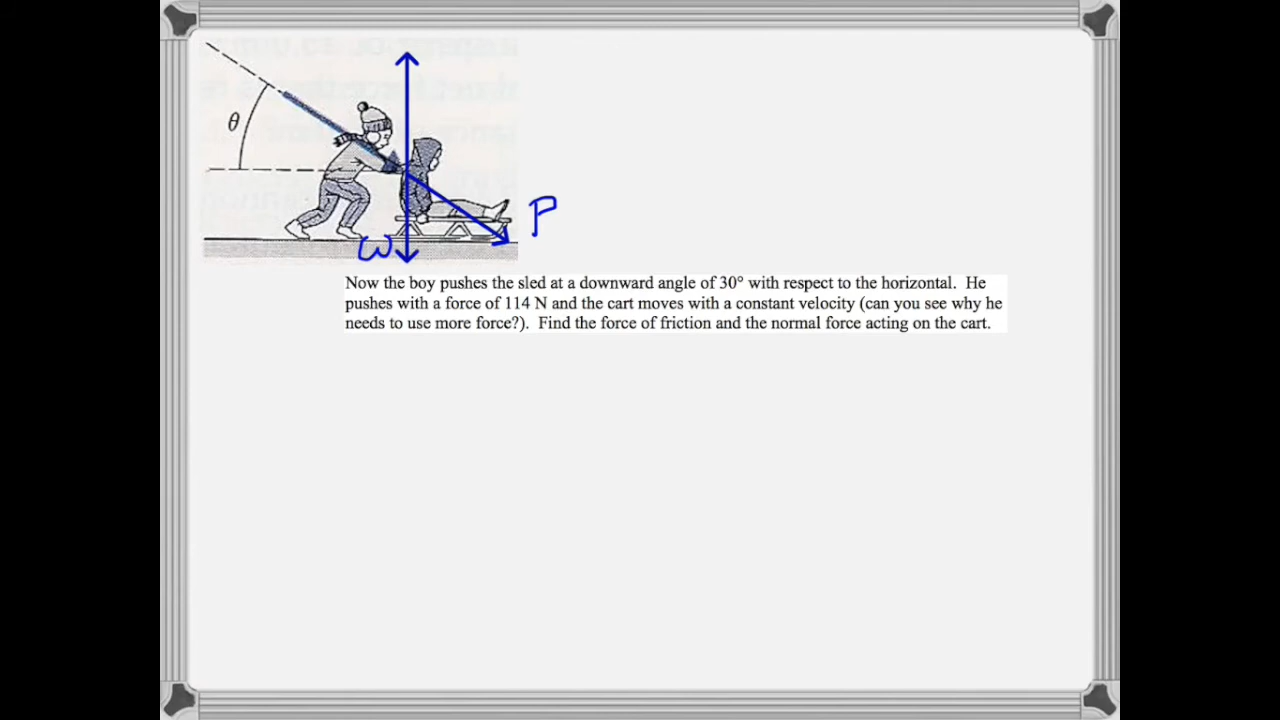 θ
P
W
Now the boy pushes the sled at a downward angle of 30° with respect to the horizontal. He
pushes with a force of 114 N and the cart moves with a constant velocity (can you see why he
needs to use more force?). Find the force of friction and the normal force acting on the cart.